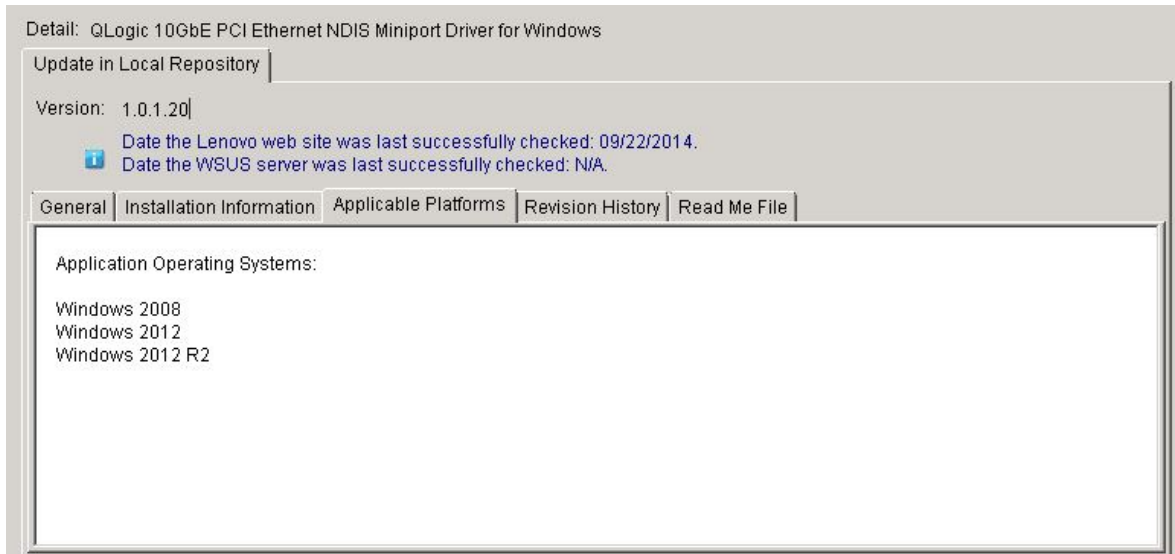 Detail: QLogic 10GbE PCI Ethernet NDIS Miniport Driver for Windows
Update in Local Repository
Version: 1.0.1.20
Date the Lenovo web site was last successfully checked: 09/22/2014.
Date the WSUS server was last successfully checked: N/A.
General Installation Information Applicable Platforms Revision History Read Me File
Application Operating Systems:
Windows 2008
Windows 2012
Windows 2012 R2